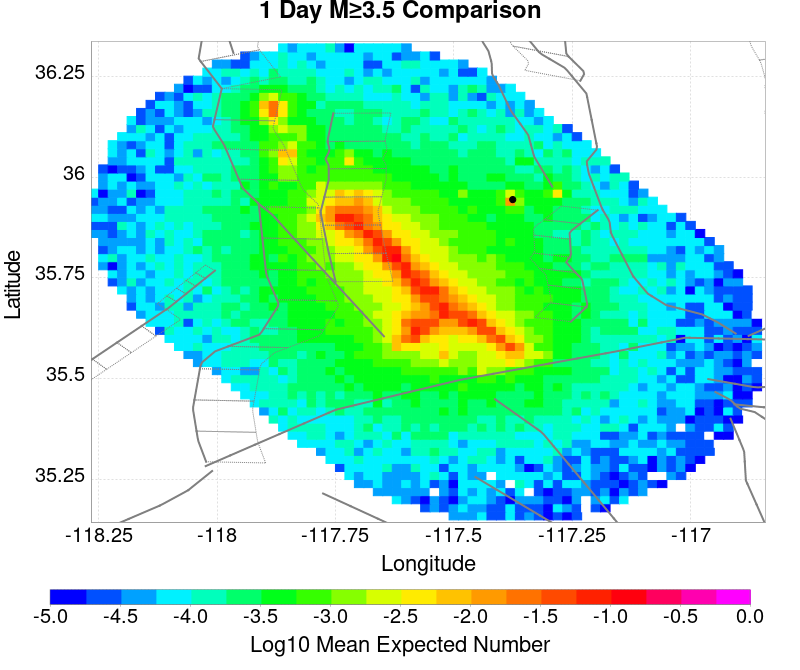 1 Day M≥3.5 Comparison
36.25
36
35.75
35.5
35.25
Latitude
-118.25 -118 -117.75 -117.5 -117.25 -117
Longitude
-5.0 -4.5 -4.0 -3.5 -3.0 -2.5 -2.0 -1.5 -1.0 -0.5 0.0
Log10 Mean Expected Number